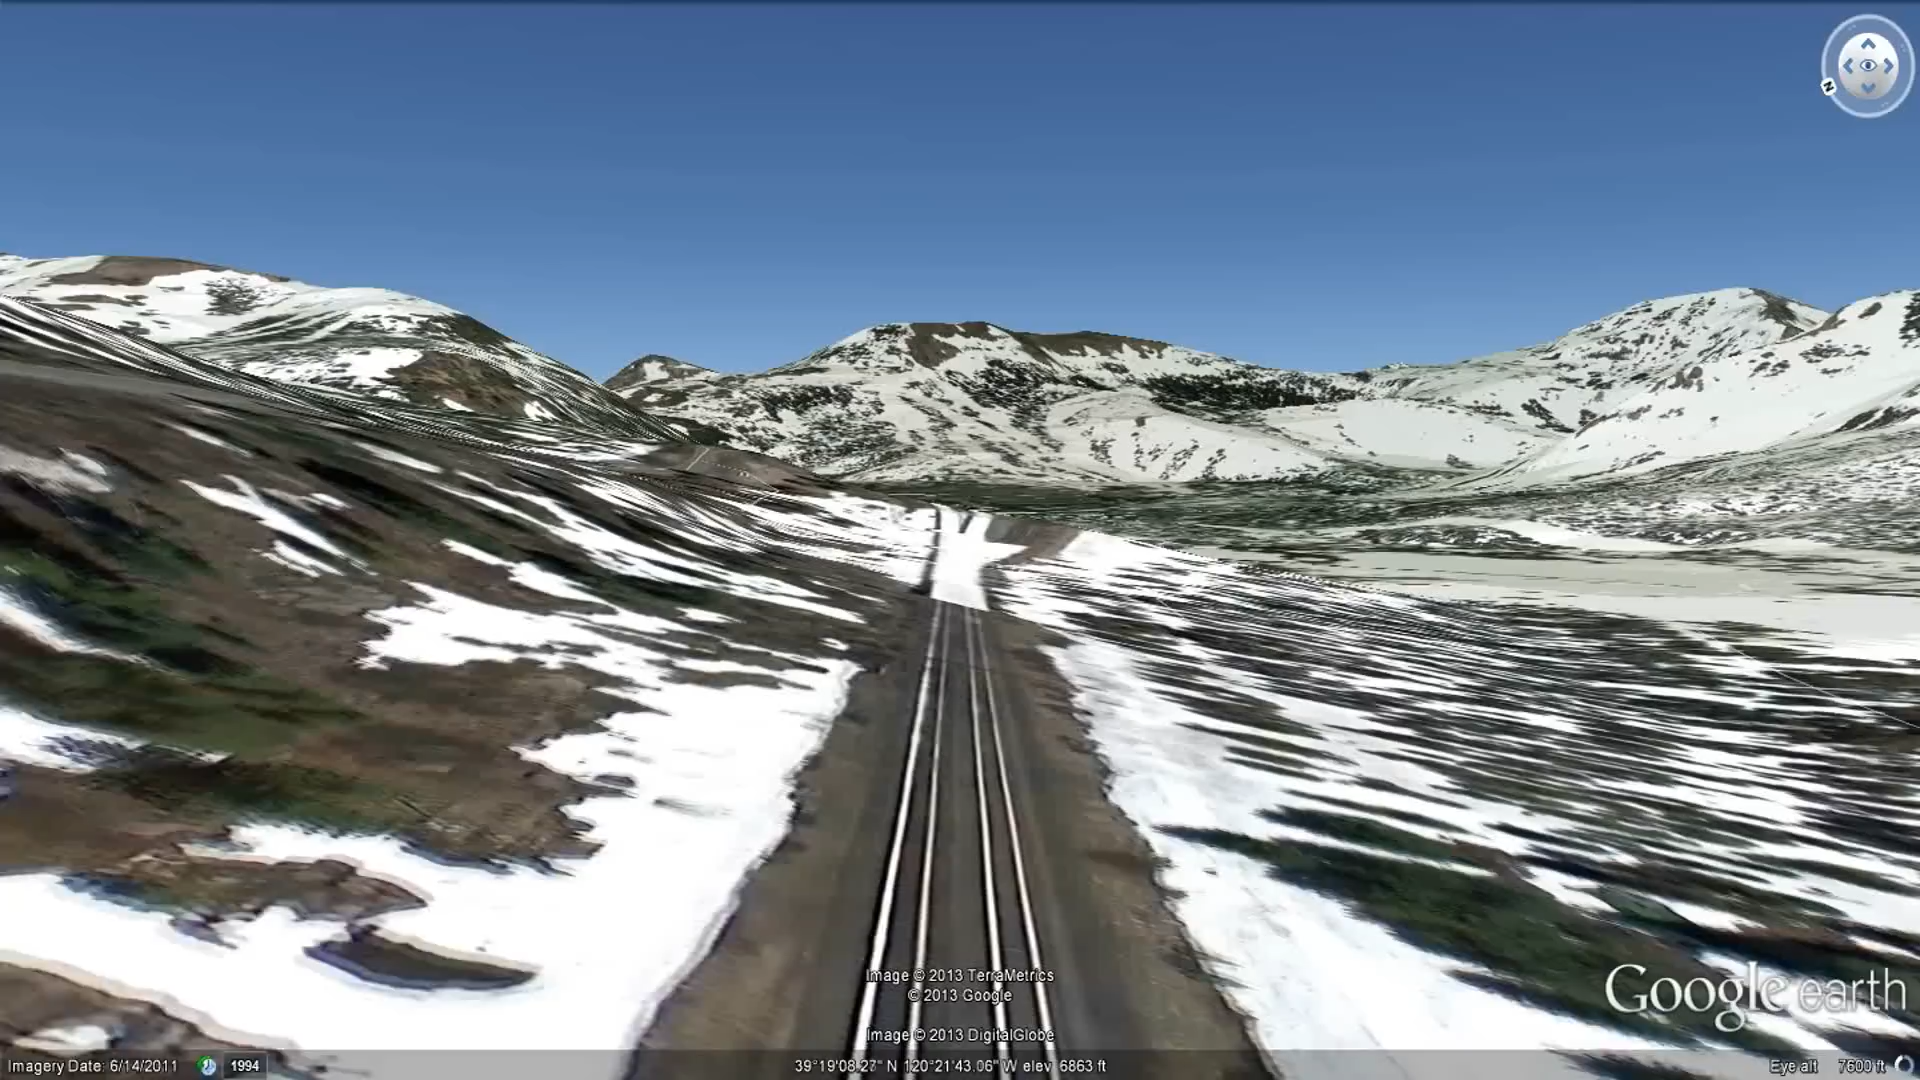 N
Image © 2013 TerraMetrics
© 2013 Google
Image © 2013 DigitalGlobe
Google earth
Imagery Date: 6/14/2011 1994 39°19'08.27" N 120°21'43.06" W elev 6863 ft Eye alt 7600 ft